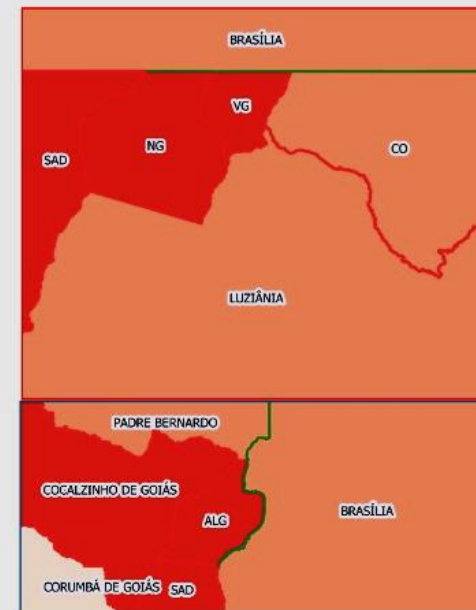 BRASÍLIA
VG
SAD
NG
CO
LUZIÂNIA
PADRE BERNARDO
COCALZINHO DE GOIÁS
ALG
BRASÍLIA
CORUMBÁ DE GOIÁS
SAD